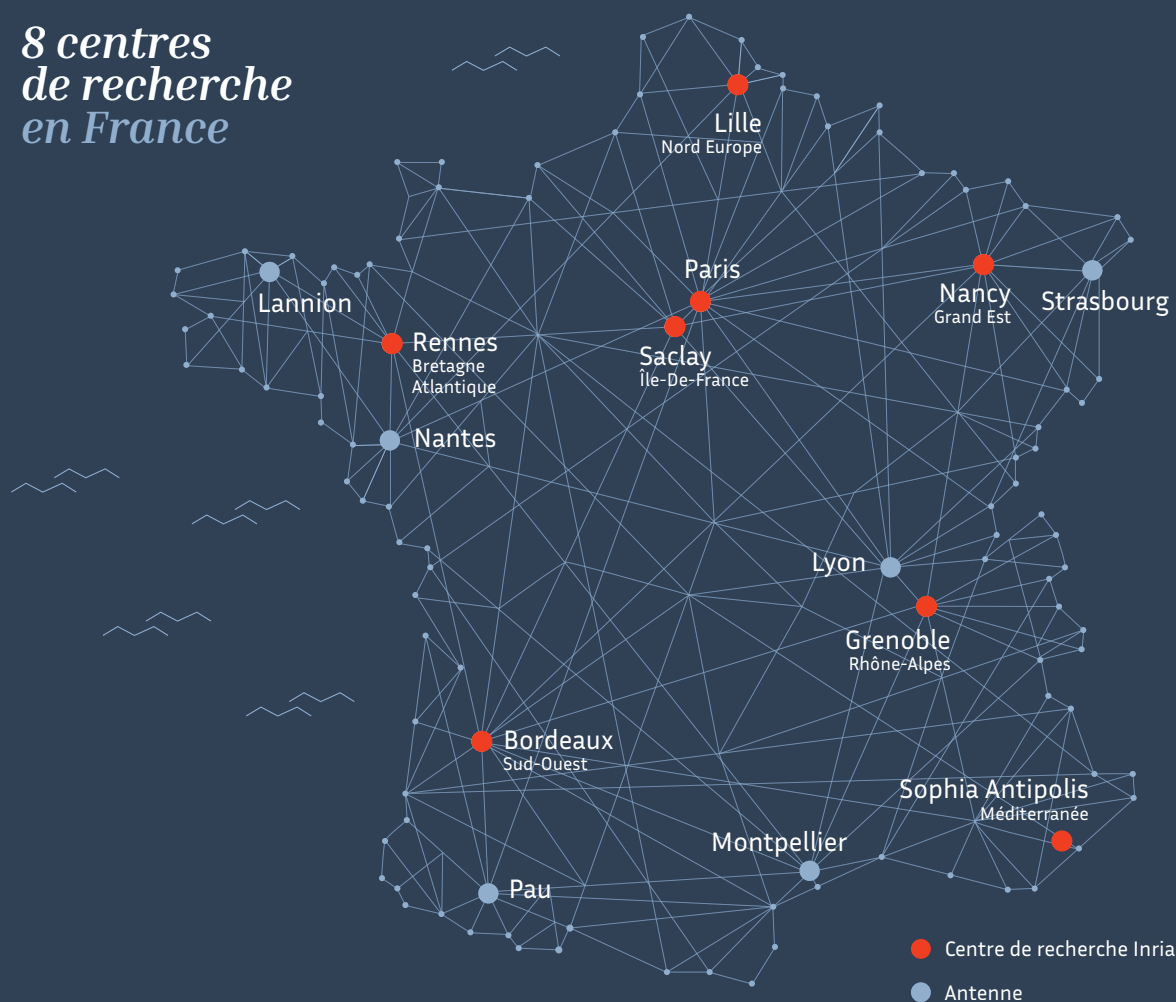 8 centres
de recherche
en France
Lille
Nord Europe
Paris
Lannion
Nancy
Grand Est
Strasbourg
Rennes
Bretagne
Atlantique
Saclay
Île-De-France
Nantes
Lyon
Grenoble
Rhône-Alpes
Bordeaux
Sud-Ouest
Sophia Antipolis
Méditerranée
Montpellier
Pau
Centre de recherche Inria
Antenne